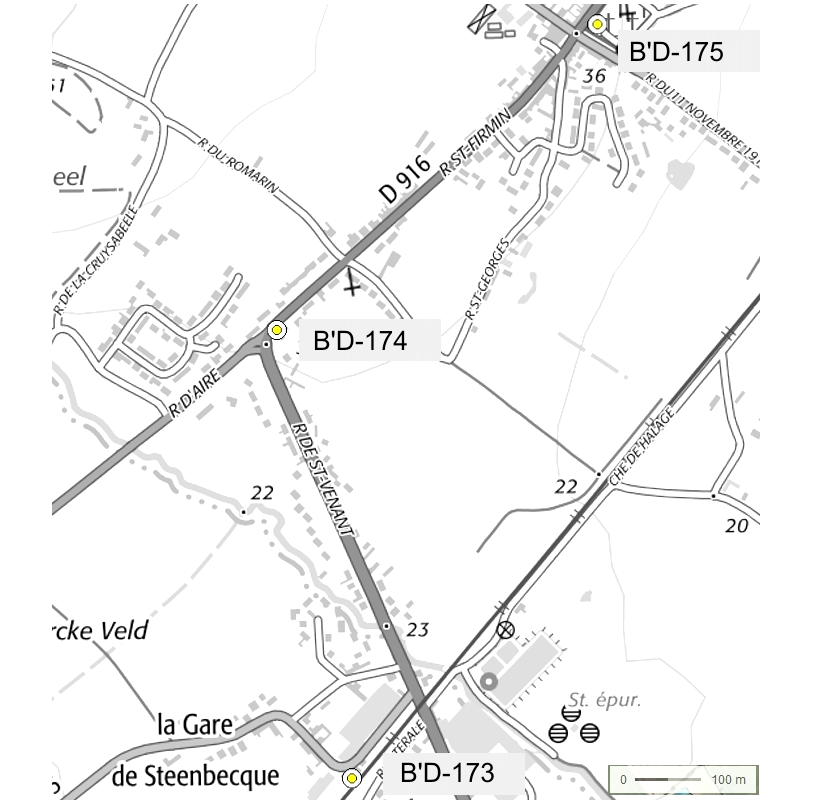 B'D-175
36
R DU 11 NOVEMBRE 191
51
R DU ROMARIN
R ST-FIRMIN
D 916
eel
R DE LA CRUYSABEELE
R ST-GEORGES
B'D-174
R D'AIRE
CHE DE HALAGE
R DE ST-VENANT
22
22
20
23
rcke Veld
St. épur.
la Gare
de Steenbecque
B'D-173
0 100 m